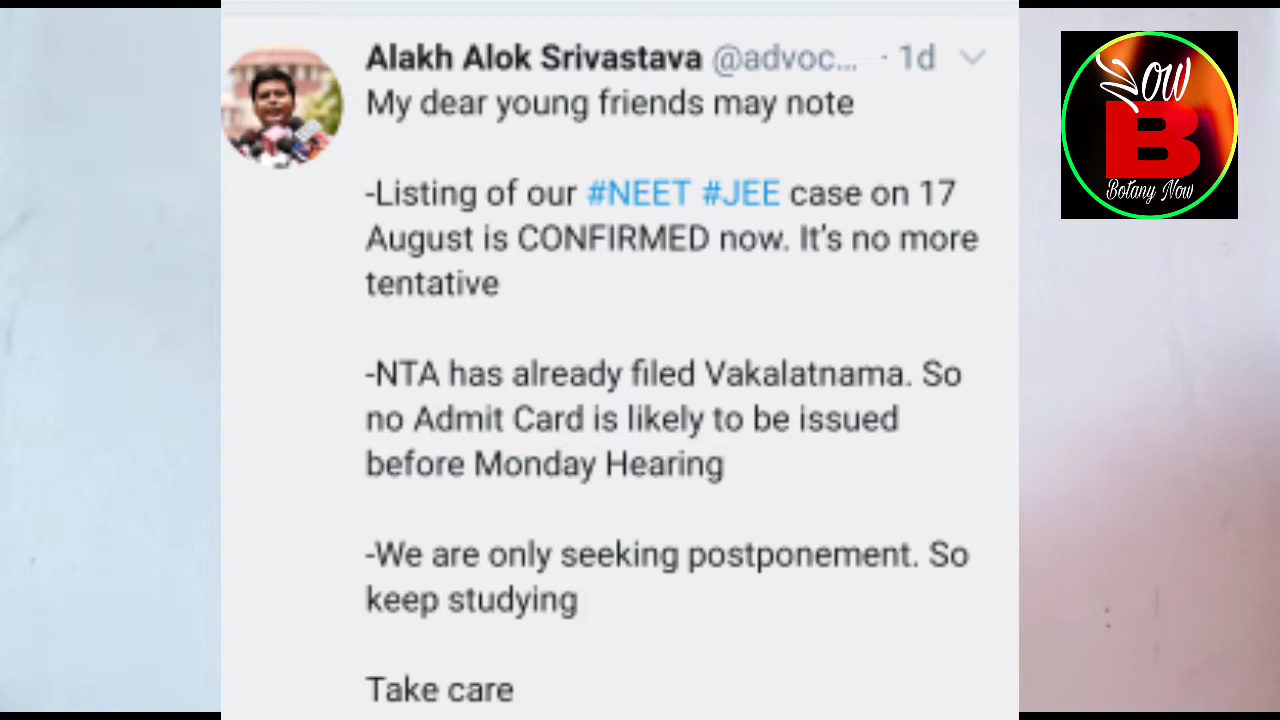 Alakh Alok Srivastava @advoc... · 1d
My dear young friends may note
-Listing of our #NEET #JEE case on 17
August is CONFIRMED now. It's no more
tentative
-NTA has already filed Vakalatnama. So
no Admit Card is likely to be issued
before Monday Hearing
-We are only seeking postponement. So
keep studying
Take care
Now
B
Botany Now